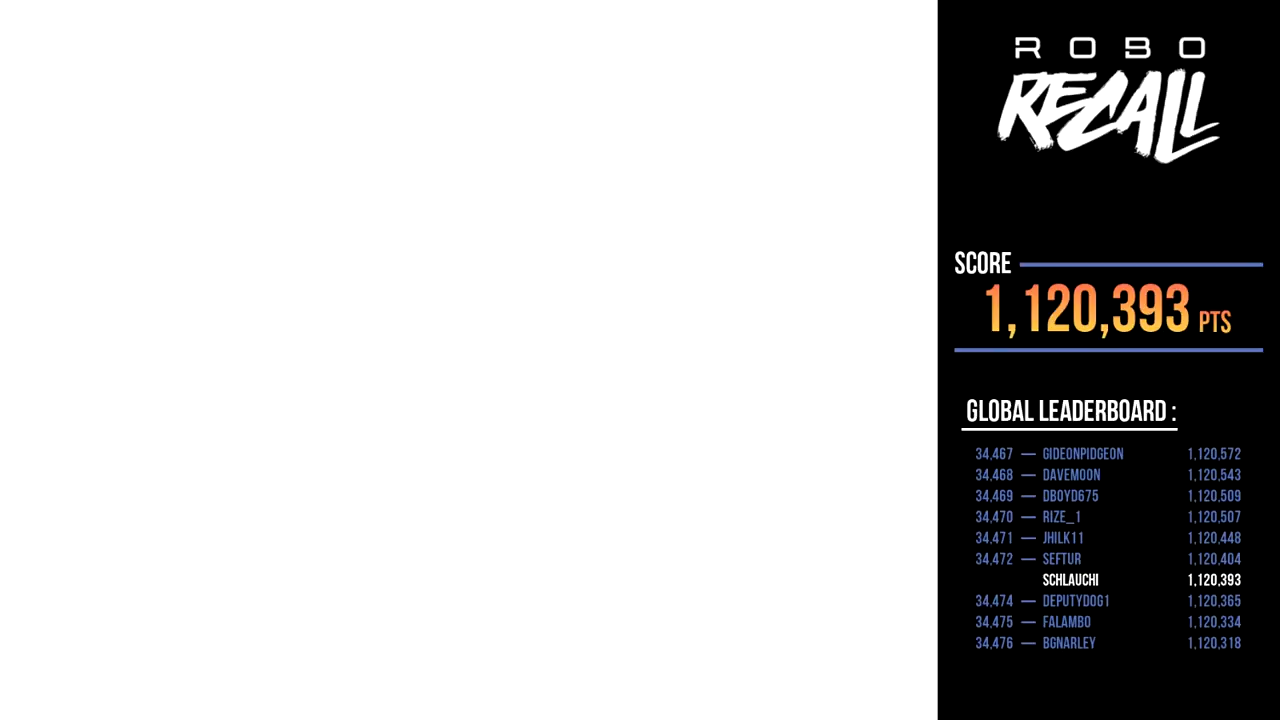 ROBO
RECALL
SCORE
1,120,393 PTS
GLOBAL LEADERBOARD :
34,467 — GIDEONPIDGEON 1,120,572
34,468 — DAVEMOON 1,120,543
34,469 — DBOYD675 1,120,509
34,470 — RIZE_1 1,120,507
34,471 — JHILK11 1,120,448
34,472 — SEFTUR 1,120,404
SCHLAUCHI 1,120,393
34,474 — DEPUTYDOG1 1,120,365
34,475 — FALAMBO 1,120,334
34,476 — BGNARLEY 1,120,318